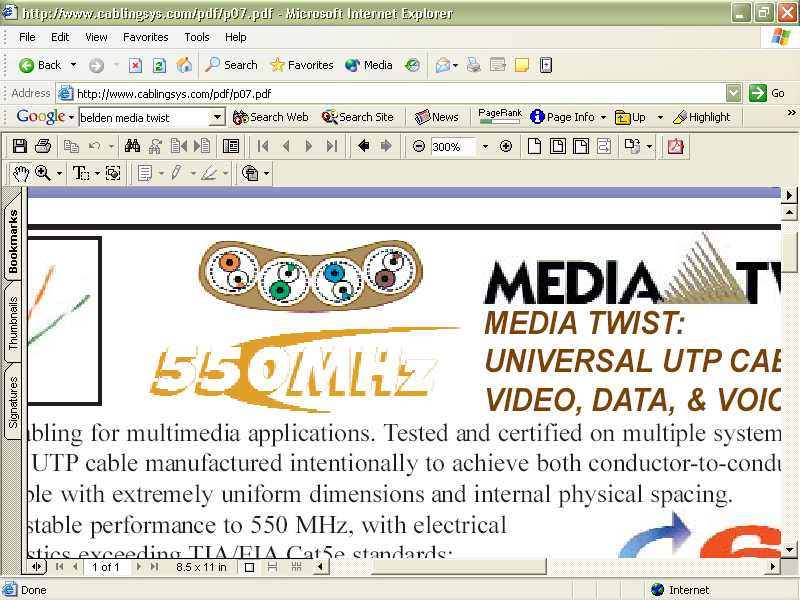 http://www.cablingsys.com/pdf/p07.pdf - Microsoft Internet Explorer
File Edit View Favorites Tools Help
Back Search Favorites Media
Address http://www.cablingsys.com/pdf/p07.pdf Go
Google belden media twist Search Web Search Site News PageRank Page Info Up Highlight »
300%
T
Bookmarks
Thumbnails
Signatures
MEDIA TW
550MHz
MEDIA TWIST:
UNIVERSAL UTP CAB
VIDEO, DATA, & VOIC
abling for multimedia applications. Tested and certified on multiple system
UTP cable manufactured intentionally to achieve both conductor-to-condu
ble with extremely uniform dimensions and internal physical spacing.
stable performance to 550 MHz, with electrical
stics exceeding TIA/EIA Cat5e standards:
1 of 1 8.5 x 11 in
Done Internet